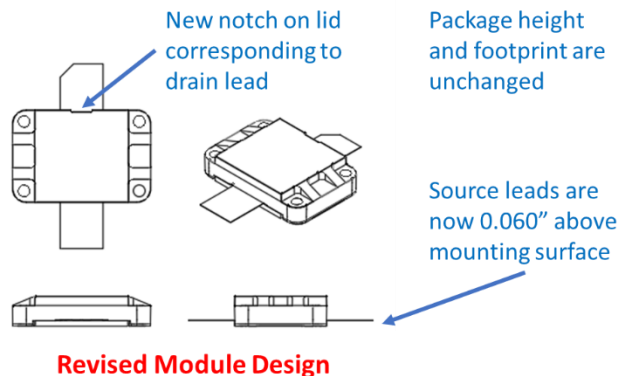 New notch on lid
corresponding to
drain lead
Package height
and footprint are
unchanged
Source leads are
now 0.060” above
mounting surface
Revised Module Design